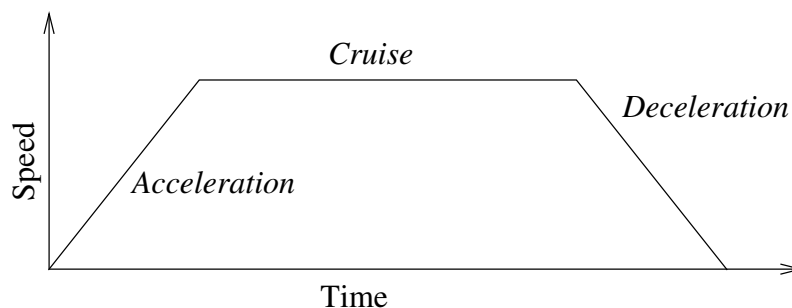 Cruise
Deceleration
Speed
Acceleration
Time